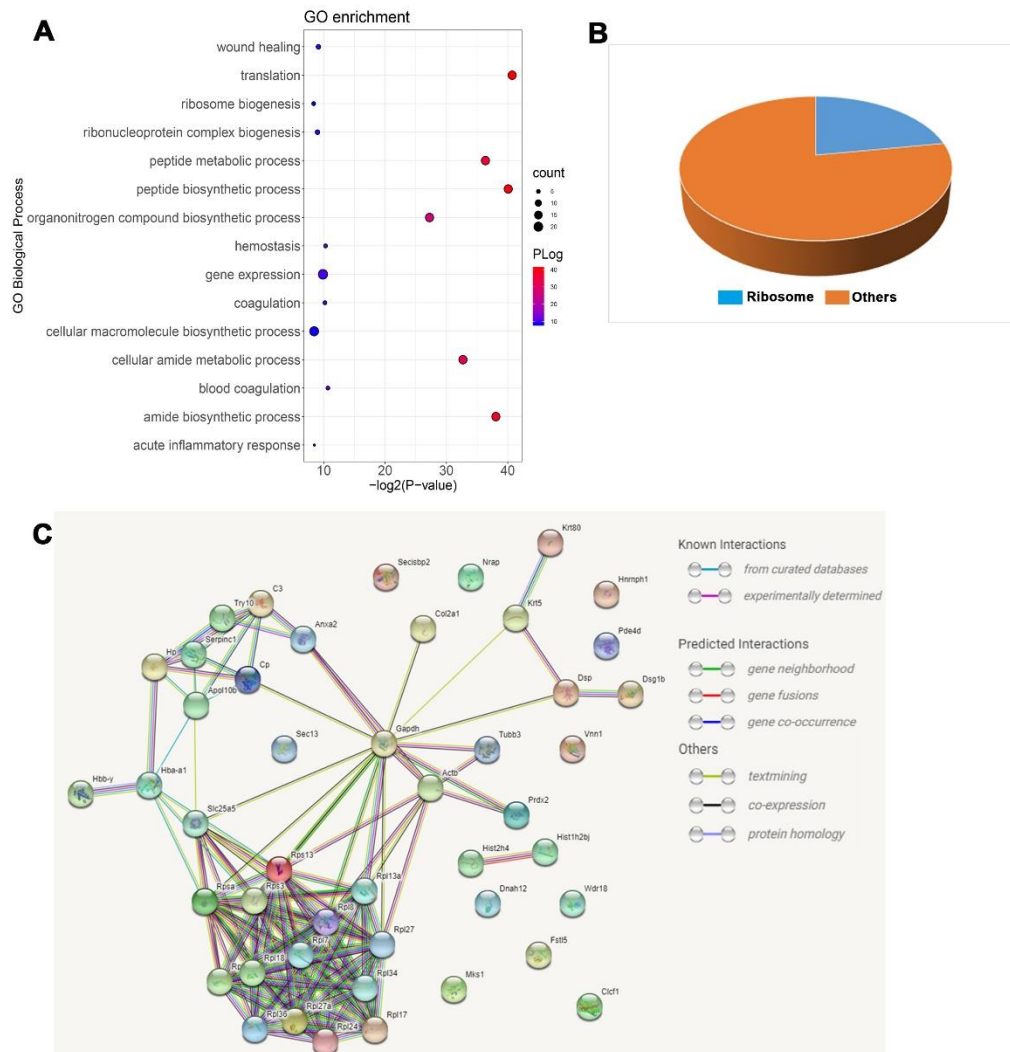 A
GO enrichment
GO Biological Process
wound healing
translation
ribosome biogenesis
ribonucleoprotein complex biogenesis
peptide metabolic process
peptide biosynthetic process
organonitrogen compound biosynthetic process
hemostasis
gene expression
coagulation
cellular macromolecule biosynthetic process
cellular amide metabolic process
blood coagulation
amide biosynthetic process
acute inflammatory response
10 20 30 40
−log2(P-value)
count
5
10
15
20
PLog
40
30
20
10
B
Ribosome Others
C
Krt80
Secisbp2
Nrap
Hnrnph1
C3
Try10
Col2a1
Krt5
Serpinc1
Anxa2
Pde4d
Hp
Cp
Dsp
Dsg1b
Apol10b
Gapdh
Sec13
Tubb3
Vnn1
Hba-a1
Actb
Hbb-y
Prdx2
Slc25a5
Hist1h2bj
Rps13
Hist2h4
Rpl13a
Rpsa
Rps3
Dnah12
Wdr18
Rpl8
Rpl27
Rpl7
Fstl5
Rpl18
Rpl34
Mks1
Clcf1
Rpl27a
Rpl36
Rpl24
Rpl17
Known Interactions
from curated databases
experimentally determined
Predicted Interactions
gene neighborhood
gene fusions
gene co-occurrence
Others
textmining
co-expression
protein homology